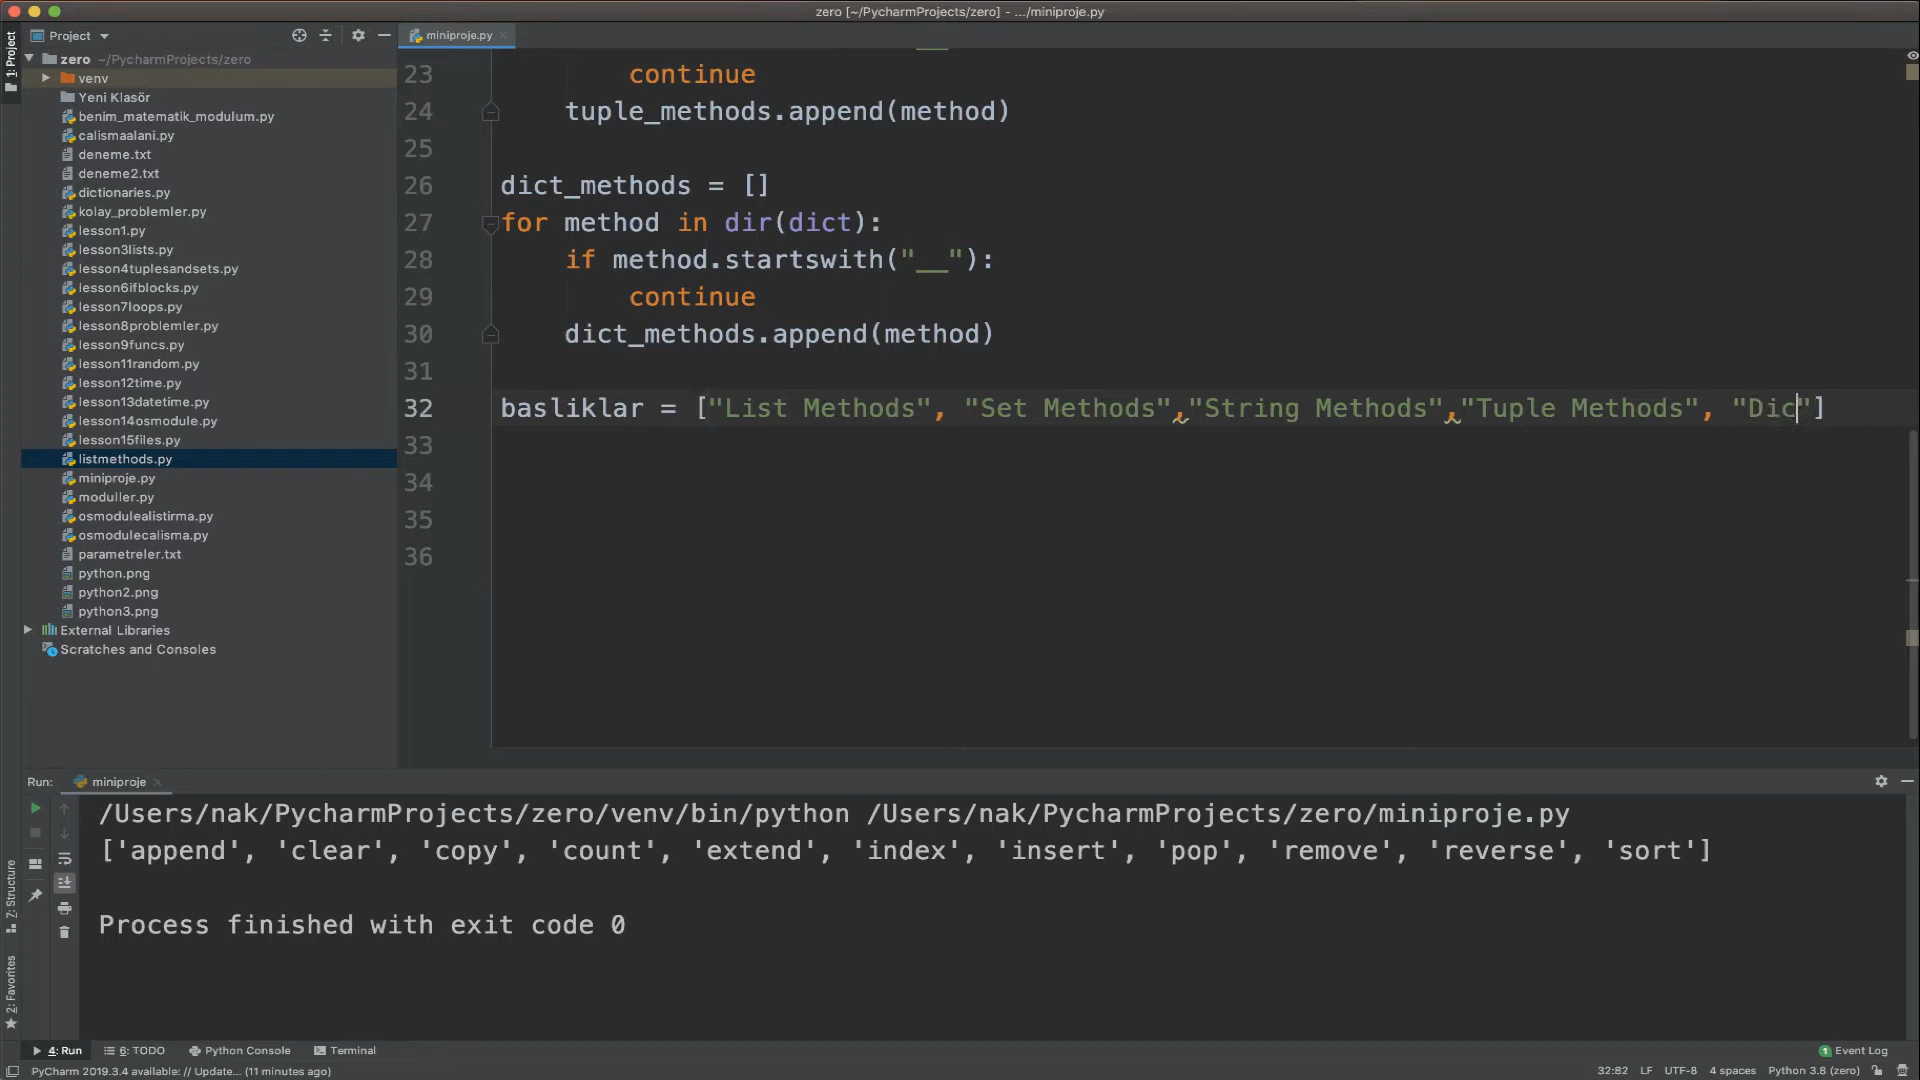 zero [~/PycharmProjects/zero] - .../miniproje.py
Project
miniproje.py
1: Project
zero ~/PycharmProjects/zero
venv
Yeni Klasör
benim_matematik_modulum.py
calismaalani.py
deneme.txt
deneme2.txt
dictionaries.py
kolay_problemler.py
lesson1.py
lesson3lists.py
lesson4tuplesandsets.py
lesson6ifblocks.py
lesson7loops.py
lesson8problemler.py
lesson9funcs.py
lesson11random.py
lesson12time.py
lesson13datetime.py
lesson14osmodule.py
lesson15files.py
listmethods.py
miniproje.py
moduller.py
osmodulealistirma.py
osmodulecalisma.py
parametreler.txt
python.png
python2.png
python3.png
External Libraries
Scratches and Consoles
23 continue
24 tuple_methods.append(method)
25
26 dict_methods = []
27 for method in dir(dict):
28 if method.startswith("__"):
29 continue
30 dict_methods.append(method)
31
32 basliklar = ["List Methods", "Set Methods","String Methods","Tuple Methods", "Dic"]
33
34
35
36
Run: miniproje
/Users/nak/PycharmProjects/zero/venv/bin/python /Users/nak/PycharmProjects/zero/miniproje.py
['append', 'clear', 'copy', 'count', 'extend', 'index', 'insert', 'pop', 'remove', 'reverse', 'sort']
Process finished with exit code 0
7: Structure
2: Favorites
4: Run
6: TODO
Python Console
Terminal
1 Event Log
PyCharm 2019.3.4 available: // Update... (11 minutes ago)
32:82 LF UTF-8 4 spaces Python 3.8 (zero)